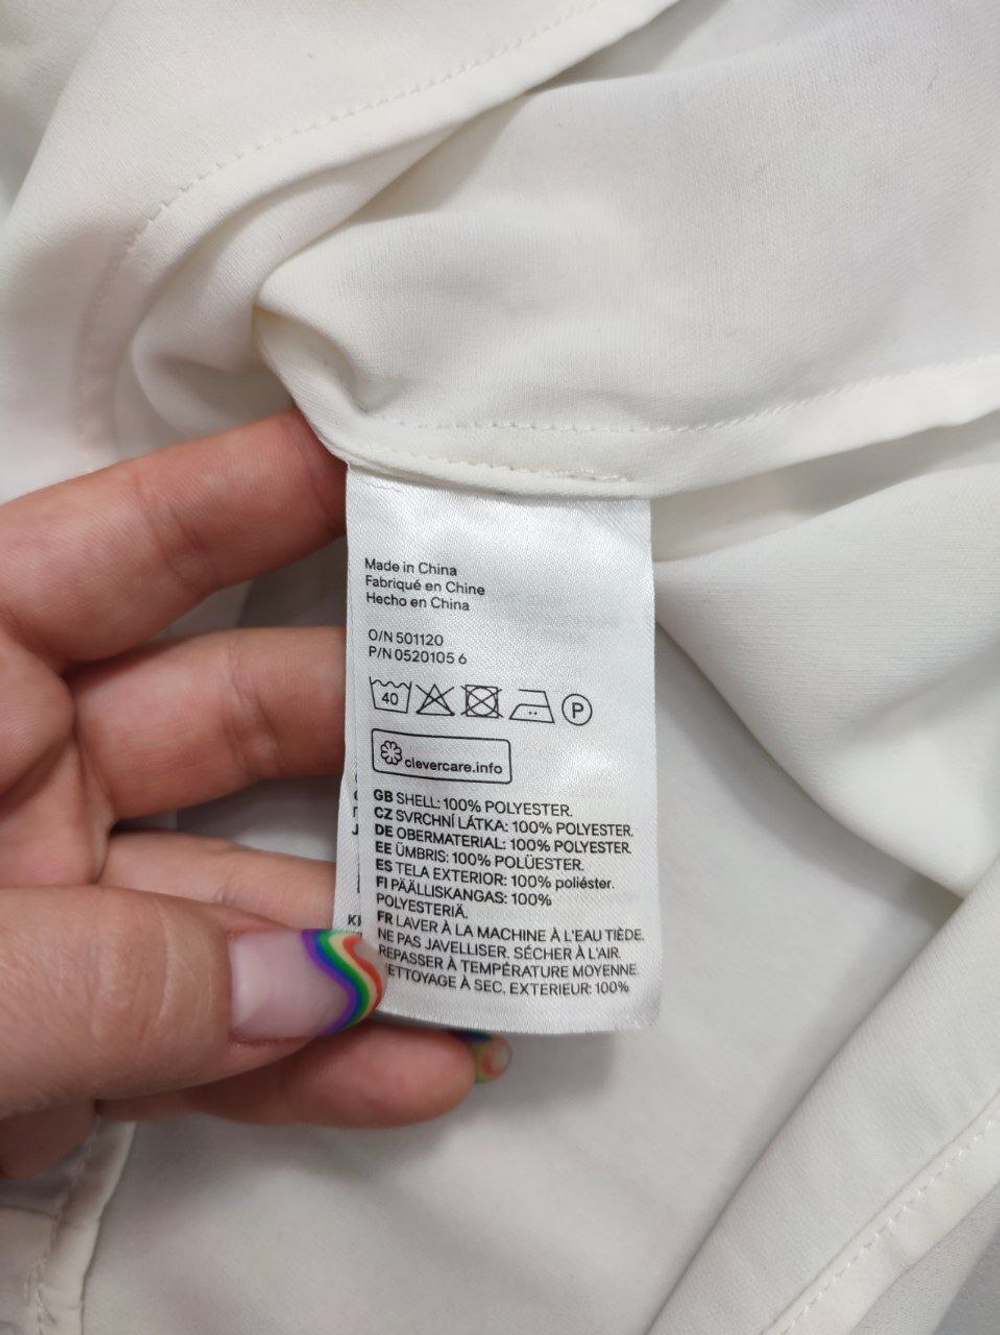 Made in China
Fabriqué en Chine
Hecho en China
O/N 501120
P/N 0520105 6
40 P
clevercare.info
GB SHELL: 100% POLYESTER.
CZ SVRCHNÍ LÁTKA: 100% POLYESTER.
DE OBERMATERIAL: 100% POLYESTER.
EE ÜMBRIS: 100% POLÜESTER.
ES TELA EXTERIOR: 100% poliéster.
FI PÄÄLLISKANGAS: 100%
POLYESTERIÄ.
FR LAVER À LA MACHINE À L'EAU TIÈDE.
NE PAS JAVELLISER. SÉCHER À L'AIR.
REPASSER À TEMPÉRATURE MOYENNE.
ETTOYAGE À SEC. EXTERIEUR: 100%